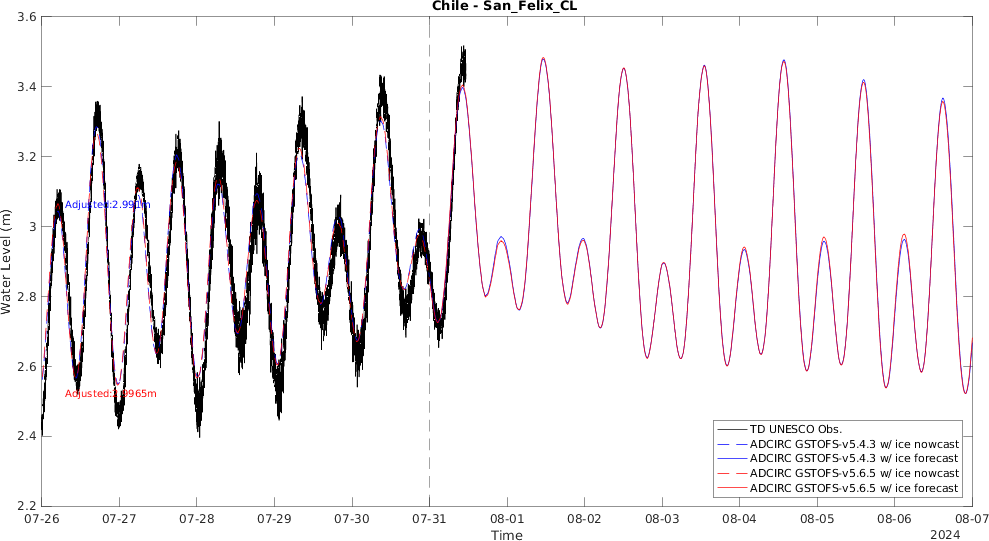 Chile - San_Felix_CL
Water Level (m)
3.6
3.4
3.2
3
2.8
2.6
2.4
2.2
Adjusted:2.991m
Adjusted:2.9965m
TD UNESCO Obs.
ADCIRC GSTOFS-v5.4.3 w/ ice nowcast
ADCIRC GSTOFS-v5.4.3 w/ ice forecast
ADCIRC GSTOFS-v5.6.5 w/ ice nowcast
ADCIRC GSTOFS-v5.6.5 w/ ice forecast
07-26 07-27 07-28 07-29 07-30 07-31 08-01 08-02 08-03 08-04 08-05 08-06 08-07
Time
2024